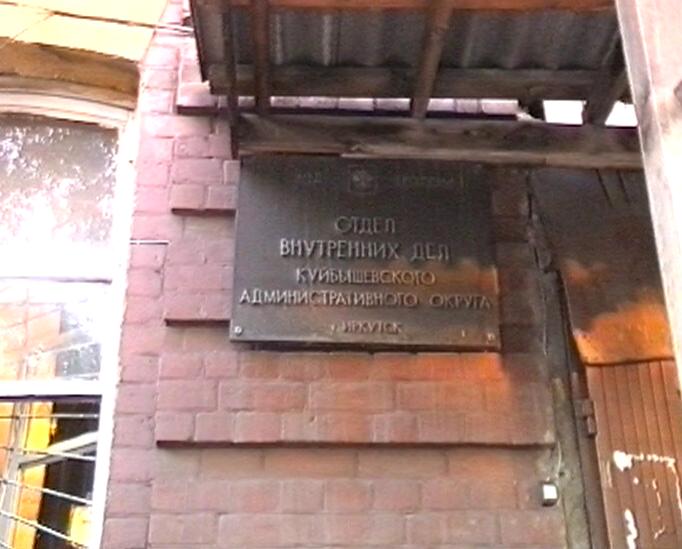 ОТДЕЛ
ВНУТРЕННИХ ДЕЛ
КУЙБЫШЕВСКОГО
АДМИНИСТРАТИВНОГО ОКРУГА
г. ИРКУТСК